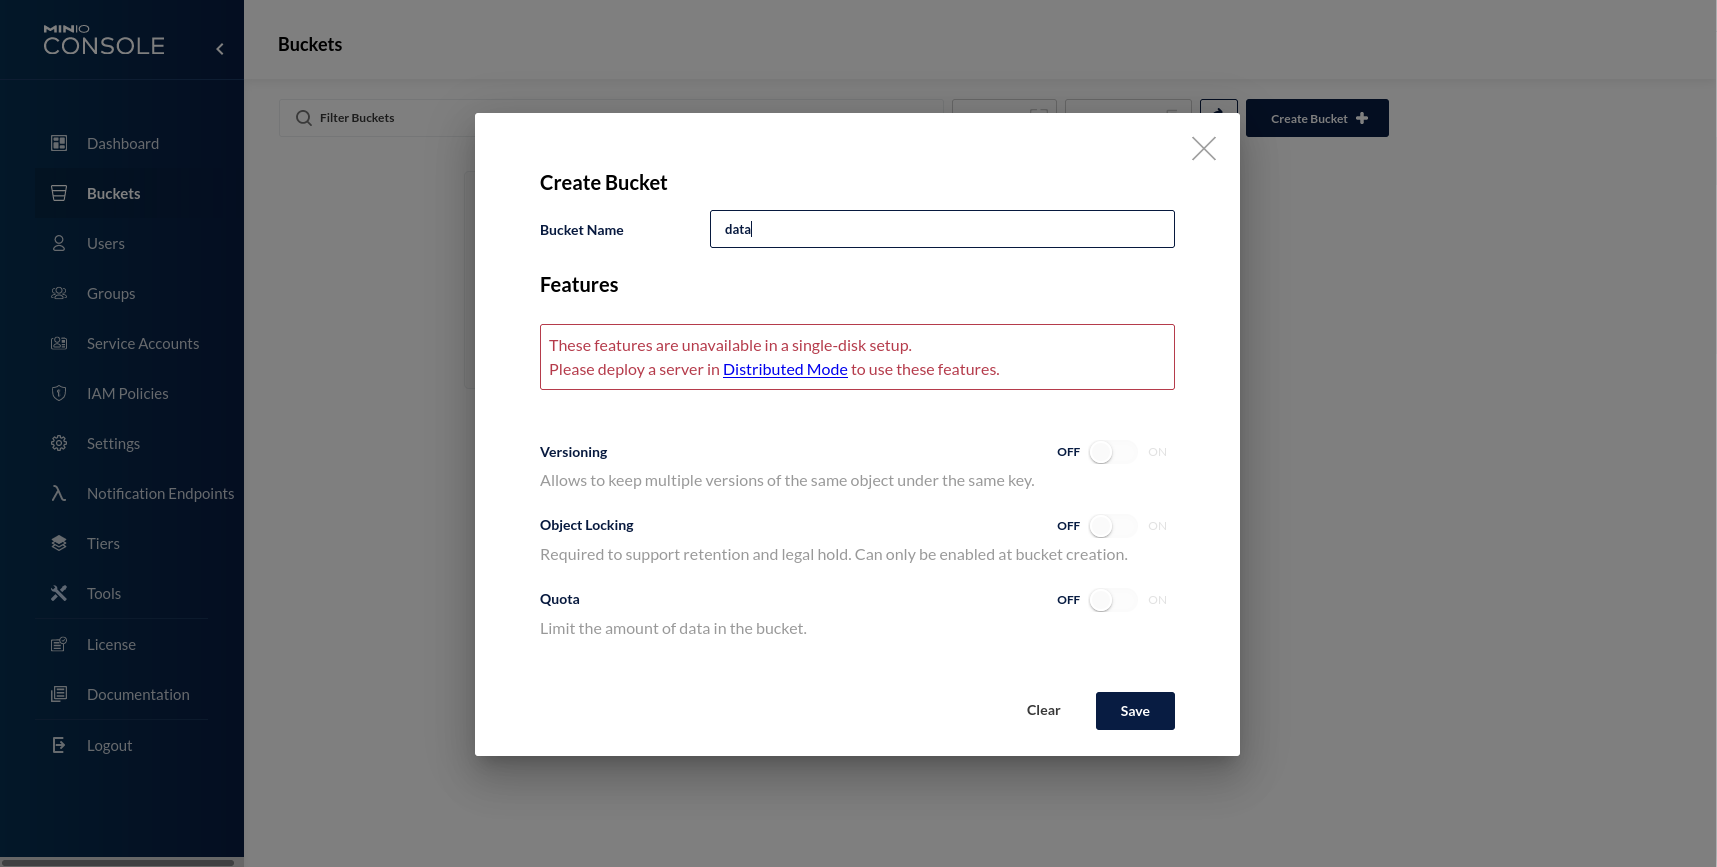 MINIO
CONSOLE
Dashboard
Buckets
Users
Groups
Service Accounts
IAM Policies
Settings
Notification Endpoints
Tiers
Tools
License
Documentation
Logout
Buckets
Filter Buckets
Create Bucket
Create Bucket
Bucket Name
data
Features
These features are unavailable in a single-disk setup.
Please deploy a server in Distributed Mode to use these features.
Versioning
OFF ON
Allows to keep multiple versions of the same object under the same key.
Object Locking
OFF ON
Required to support retention and legal hold. Can only be enabled at bucket creation.
Quota
OFF ON
Limit the amount of data in the bucket.
Clear
Save